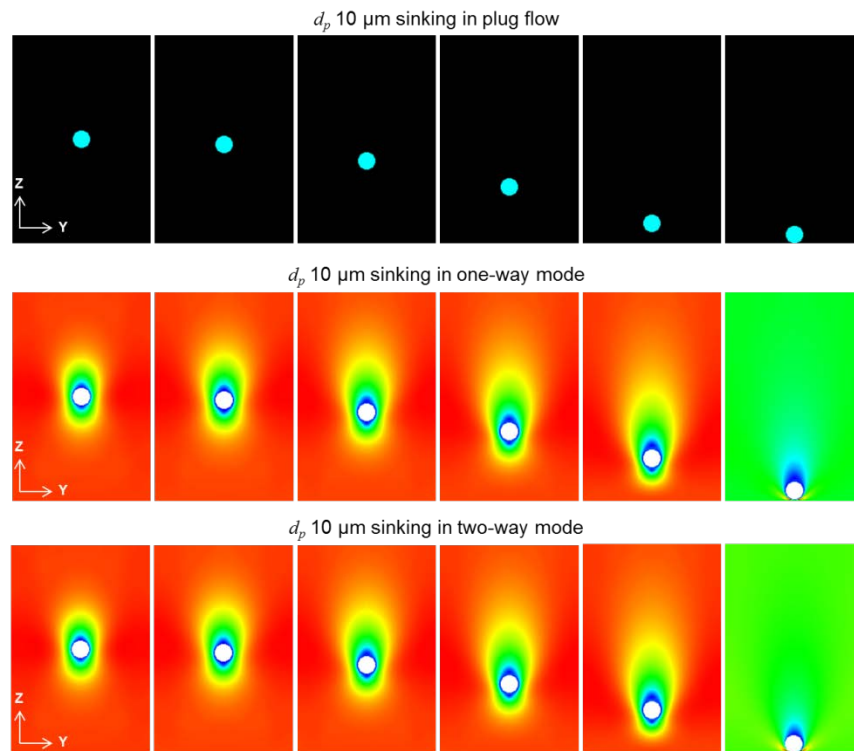 dₚ 10 µm sinking in plug flow
Z
Y
dₚ 10 µm sinking in one-way mode
Z
Y
dₚ 10 µm sinking in two-way mode
Z
Y